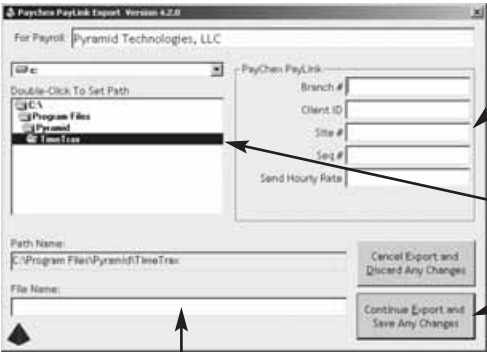 Paychex PayLink Export Version 4.2.0
For Payroll: Pyramid Technologies, LLC
c:
Double-Click To Set Path
C:\
Program Files
Pyramid
TimeTrax
PayChex PayLink
Branch #
Client ID
Site #
Seq #
Send Hourly Rate
Path Name:
C:\Program Files\Pyramid\TimeTrax
File Name:
Cancel Export and
Discard Any Changes
Continue Export and
Save Any Changes